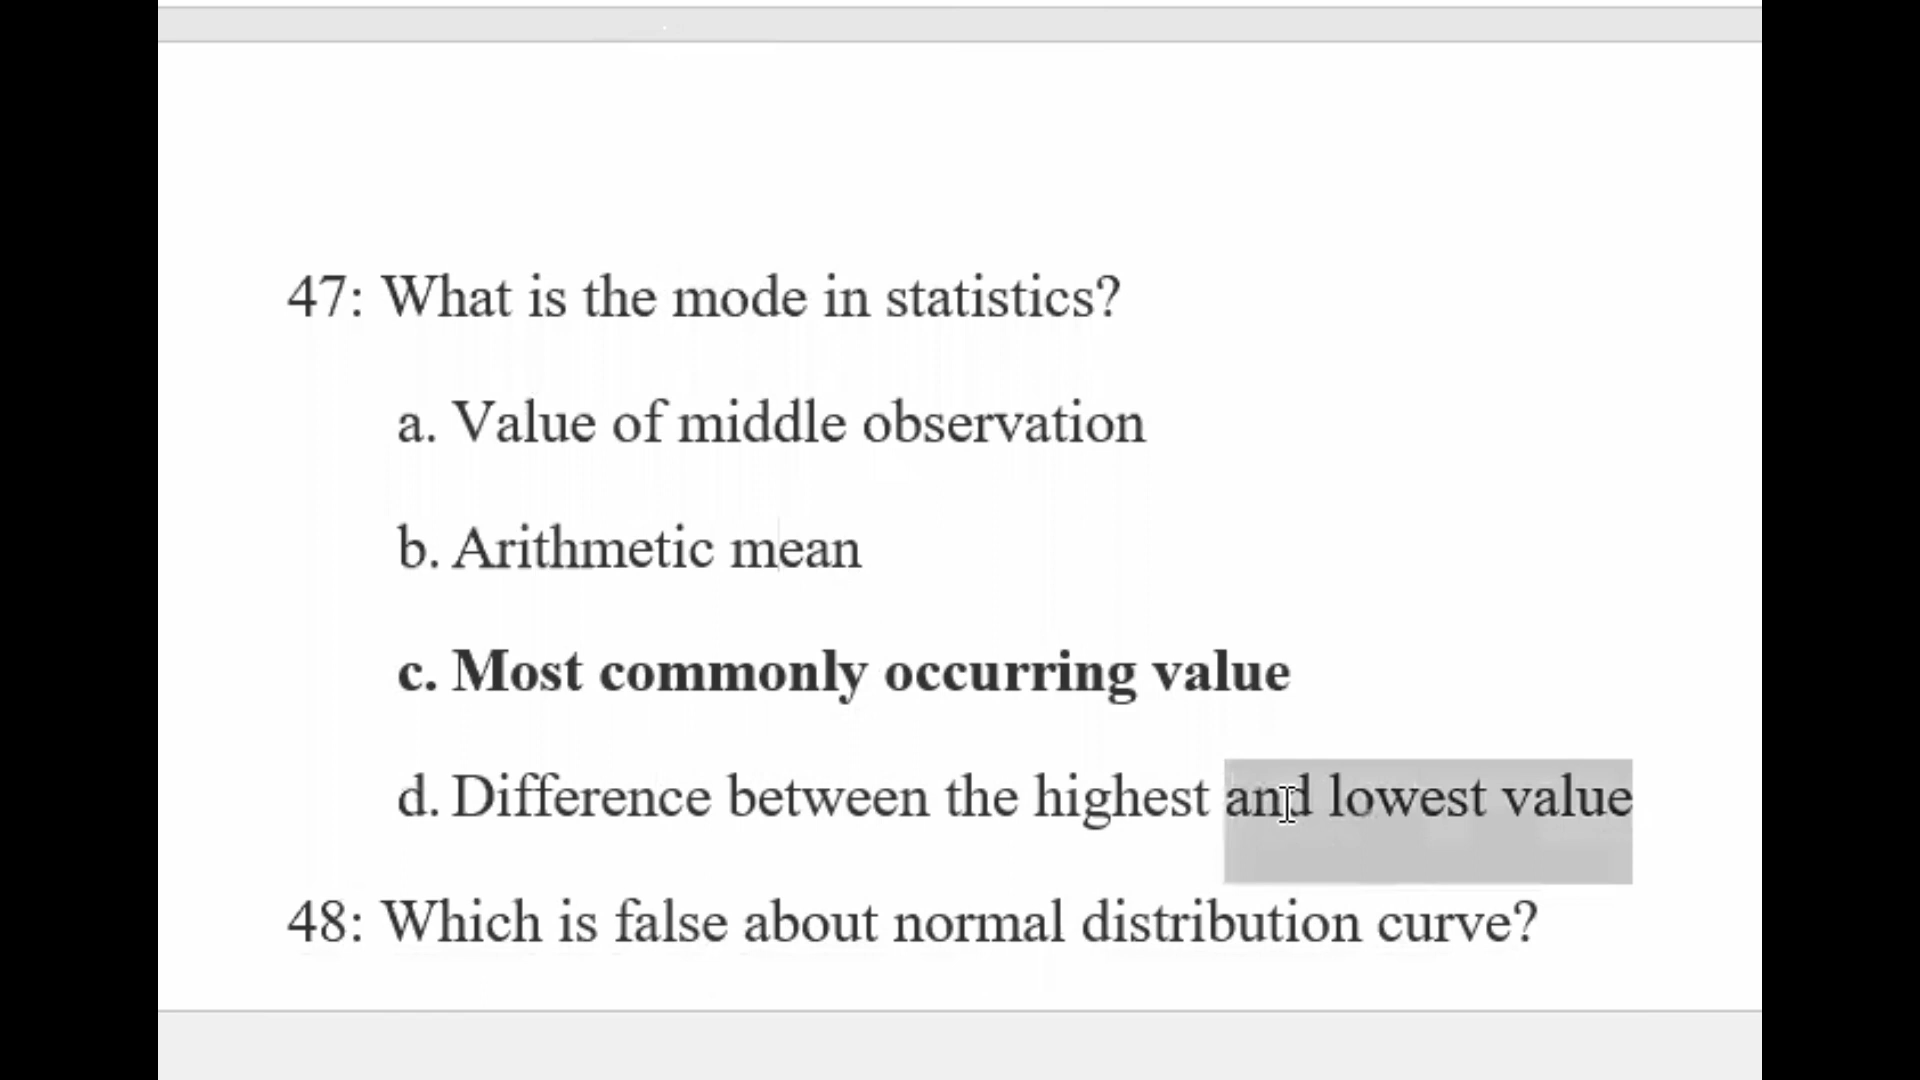 47: What is the mode in statistics?
a. Value of middle observation
b. Arithmetic mean
c. Most commonly occurring value
d. Difference between the highest and lowest value
48: Which is false about normal distribution curve?